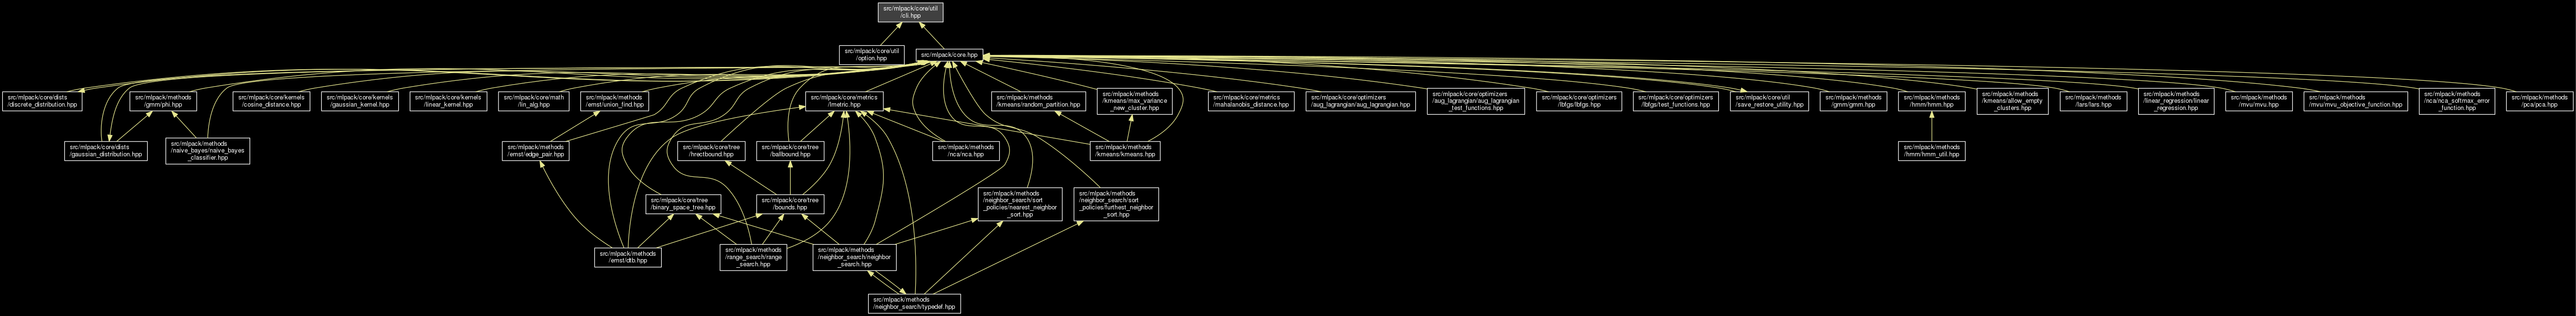 src/mlpack/core/util
/cli.hpp
src/mlpack/core/util
/option.hpp
src/mlpack/core.hpp
src/mlpack/core/dists
/discrete_distribution.hpp
src/mlpack/methods
/gmm/phi.hpp
src/mlpack/core/kernels
/cosine_distance.hpp
src/mlpack/core/kernels
/gaussian_kernel.hpp
src/mlpack/core/kernels
/linear_kernel.hpp
src/mlpack/core/math
/lin_alg.hpp
src/mlpack/methods
/emst/union_find.hpp
src/mlpack/core/metrics
/lmetric.hpp
src/mlpack/methods
/kmeans/random_partition.hpp
src/mlpack/methods
/kmeans/max_variance
_new_cluster.hpp
src/mlpack/core/metrics
/mahalanobis_distance.hpp
src/mlpack/core/optimizers
/aug_lagrangian/aug_lagrangian.hpp
src/mlpack/core/optimizers
/aug_lagrangian/aug_lagrangian
_test_functions.hpp
src/mlpack/core/optimizers
/lbfgs/lbfgs.hpp
src/mlpack/core/optimizers
/lbfgs/test_functions.hpp
src/mlpack/core/util
/save_restore_utility.hpp
src/mlpack/methods
/gmm/gmm.hpp
src/mlpack/methods
/hmm/hmm.hpp
src/mlpack/methods
/kmeans/allow_empty
_clusters.hpp
src/mlpack/methods
/lars/lars.hpp
src/mlpack/methods
/linear_regression/linear
_regression.hpp
src/mlpack/methods
/mvu/mvu.hpp
src/mlpack/methods
/mvu/mvu_objective_function.hpp
src/mlpack/methods
/nca/nca_softmax_error
_function.hpp
src/mlpack/methods
/pca/pca.hpp
src/mlpack/core/dists
/gaussian_distribution.hpp
src/mlpack/methods
/naive_bayes/naive_bayes
_classifier.hpp
src/mlpack/methods
/emst/edge_pair.hpp
src/mlpack/core/tree
/hrectbound.hpp
src/mlpack/core/tree
/ballbound.hpp
src/mlpack/methods
/nca/nca.hpp
src/mlpack/methods
/kmeans/kmeans.hpp
src/mlpack/methods
/hmm/hmm_util.hpp
src/mlpack/core/tree
/binary_space_tree.hpp
src/mlpack/core/tree
/bounds.hpp
src/mlpack/methods
/neighbor_search/sort
_policies/nearest_neighbor
_sort.hpp
src/mlpack/methods
/neighbor_search/sort
_policies/furthest_neighbor
_sort.hpp
src/mlpack/methods
/emst/dtb.hpp
src/mlpack/methods
/range_search/range
_search.hpp
src/mlpack/methods
/neighbor_search/neighbor
_search.hpp
src/mlpack/methods
/neighbor_search/typedef.hpp